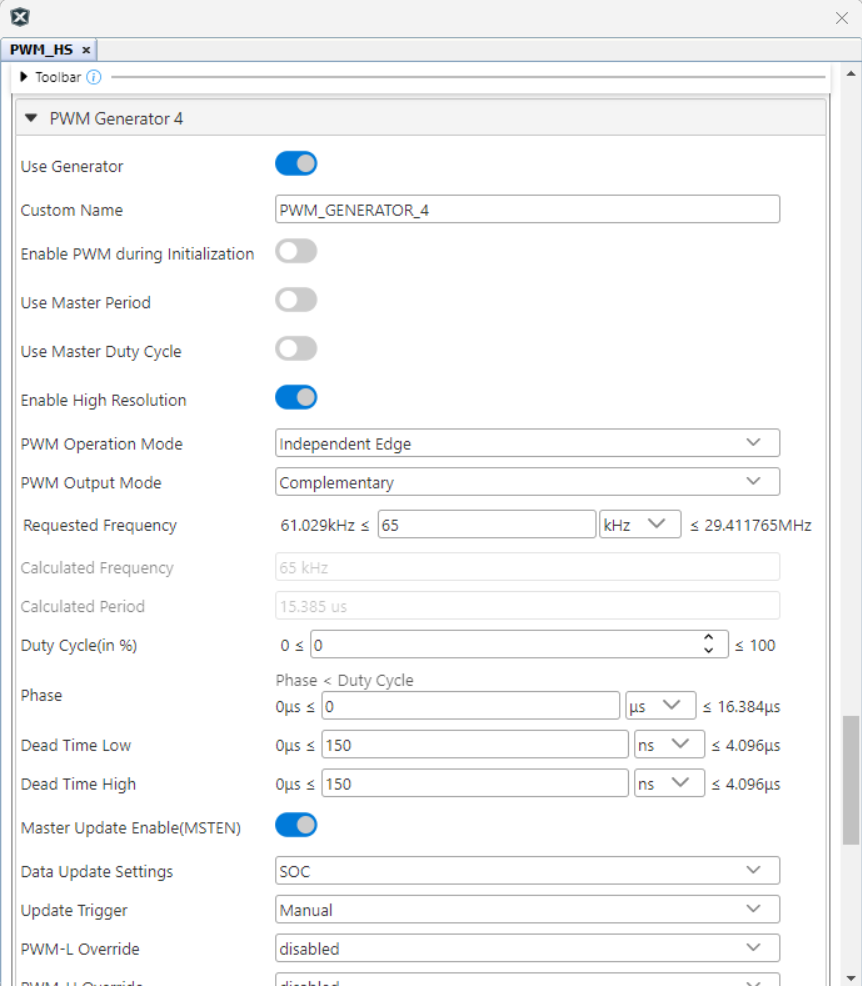 PWM_HS ×
Toolbar
PWM Generator 4
Use Generator
Custom Name PWM_GENERATOR_4
Enable PWM during Initialization
Use Master Period
Use Master Duty Cycle
Enable High Resolution
PWM Operation Mode Independent Edge
PWM Output Mode Complementary
Requested Frequency 61.029kHz ≤ 65 kHz ≤ 29.411765MHz
Calculated Frequency 65 kHz
Calculated Period 15.385 us
Duty Cycle(in %) 0 ≤ 0 ≤ 100
Phase < Duty Cycle
Phase 0µs ≤ 0 µs ≤ 16.384µs
Dead Time Low 0µs ≤ 150 ns ≤ 4.096µs
Dead Time High 0µs ≤ 150 ns ≤ 4.096µs
Master Update Enable(MSTEN)
Data Update Settings SOC
Update Trigger Manual
PWM-L Override disabled
PWM-H Override disabled